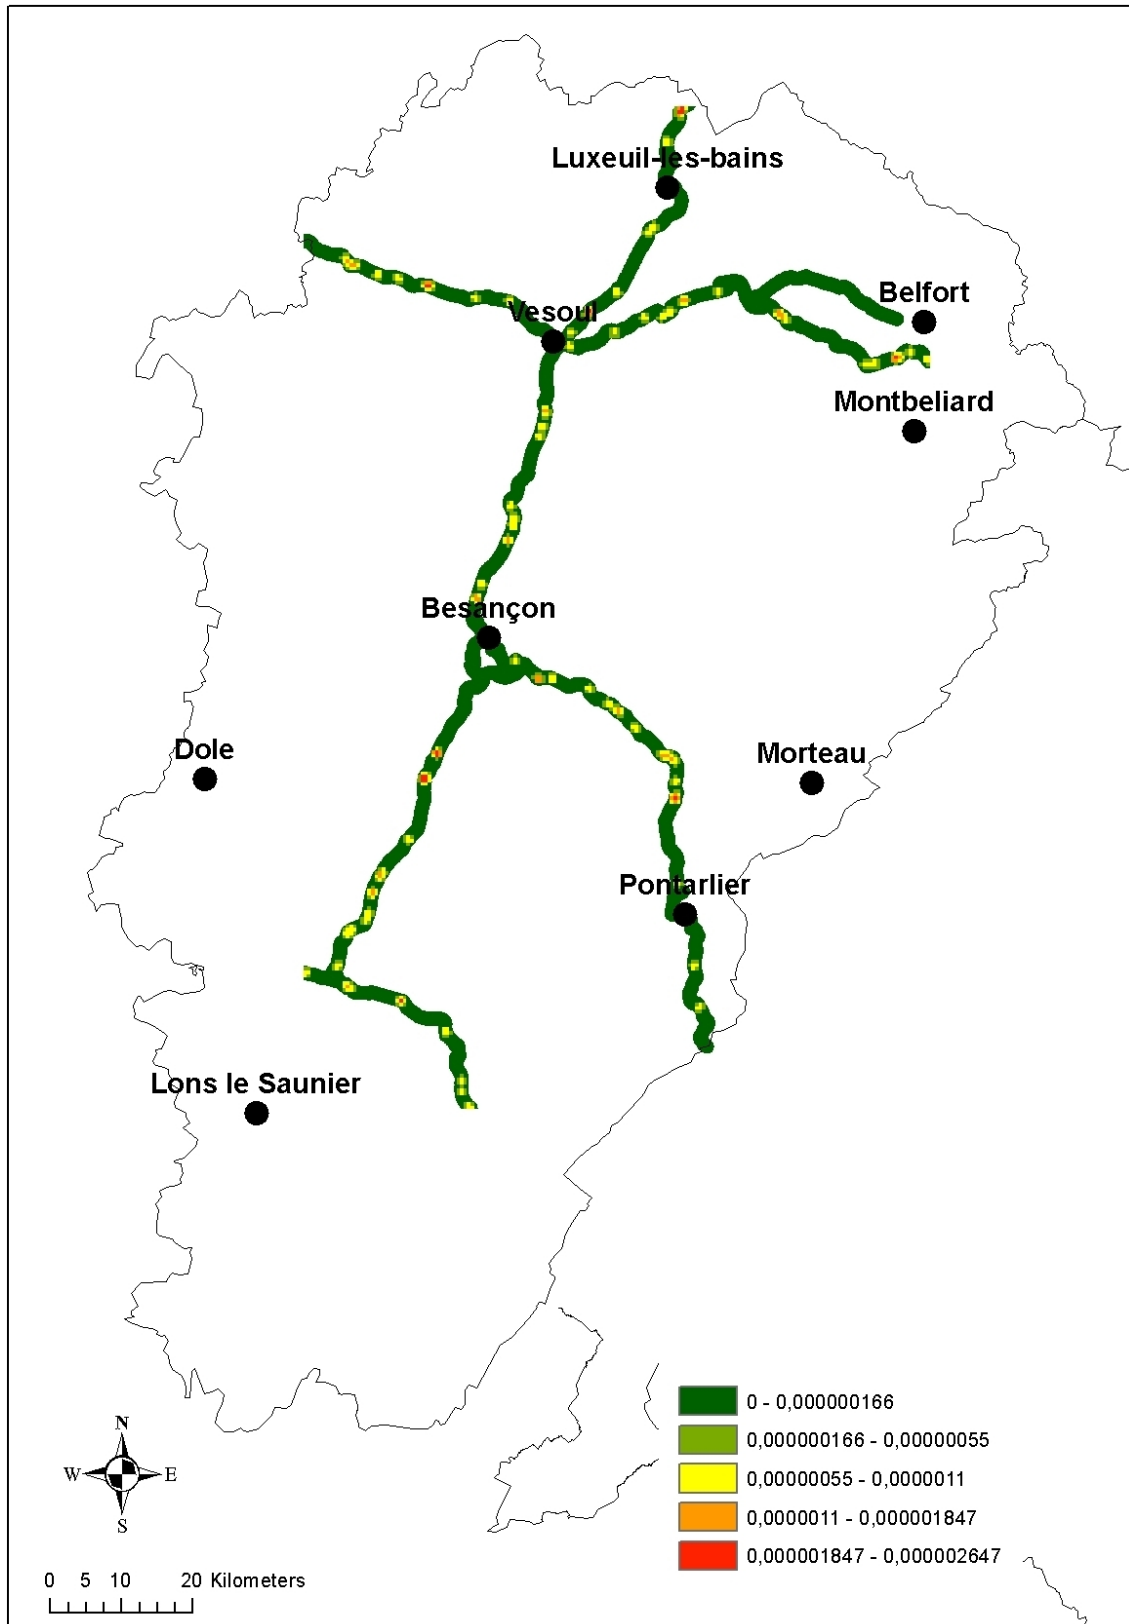 Luxeuil-les-bains
Belfort
Vesoul
Montbeliard
Besançon
Dole
Morteau
Pontarlier
Lons le Saunier
0 - 0,000000166
0,000000166 - 0,00000055
0,00000055 - 0,0000011
0,0000011 - 0,000001847
0,000001847 - 0,000002647
N
W E
S
0 5 10 20 Kilometers